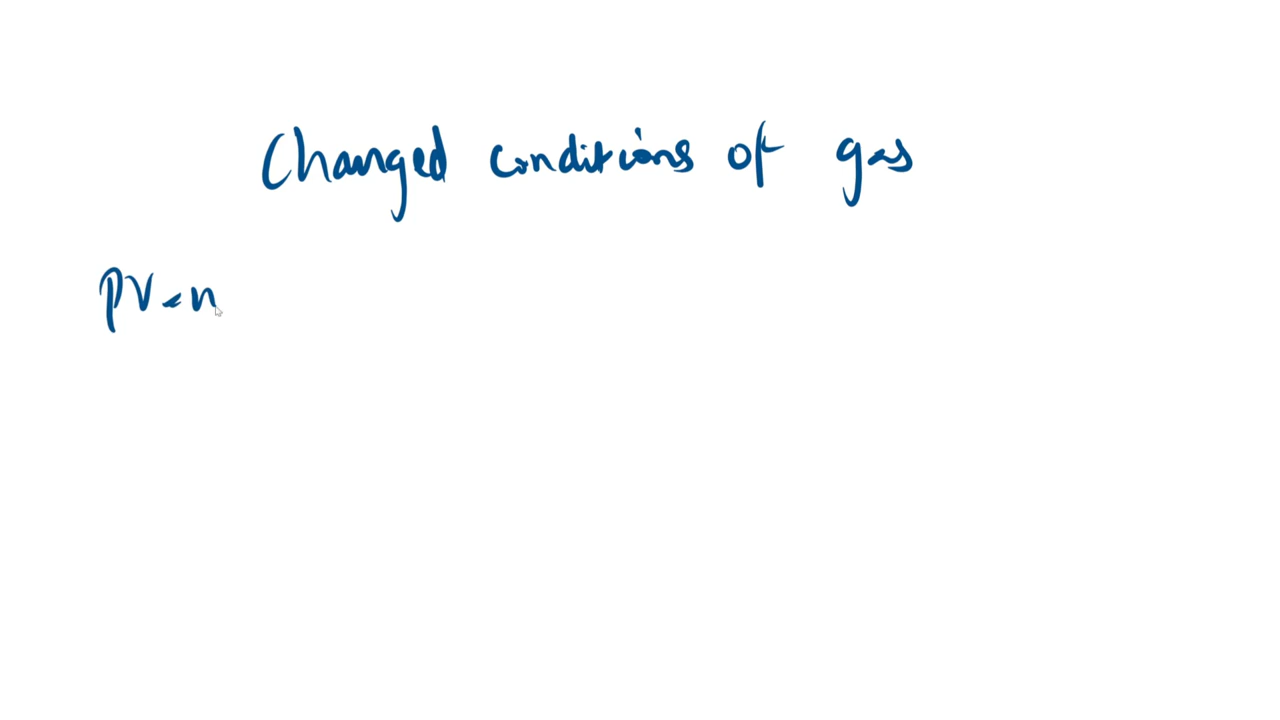 Changed conditions of gas
PV = n